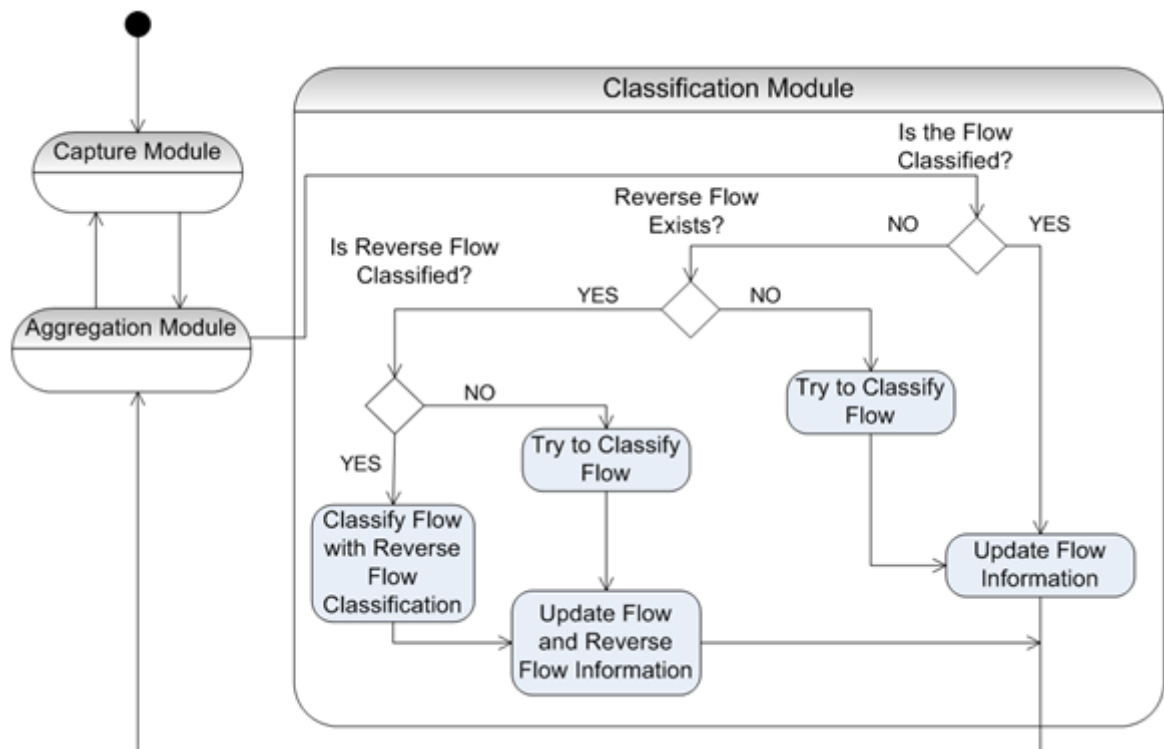 Classification Module
Capture Module
Is the Flow
Classified?
Reverse Flow
Exists?
NO
YES
Is Reverse Flow
Classified?
YES
NO
Aggregation Module
Try to Classify
Flow
NO
Try to Classify
Flow
YES
Classify Flow
with Reverse
Flow
Classification
Update Flow
Information
Update Flow
and Reverse
Flow Information